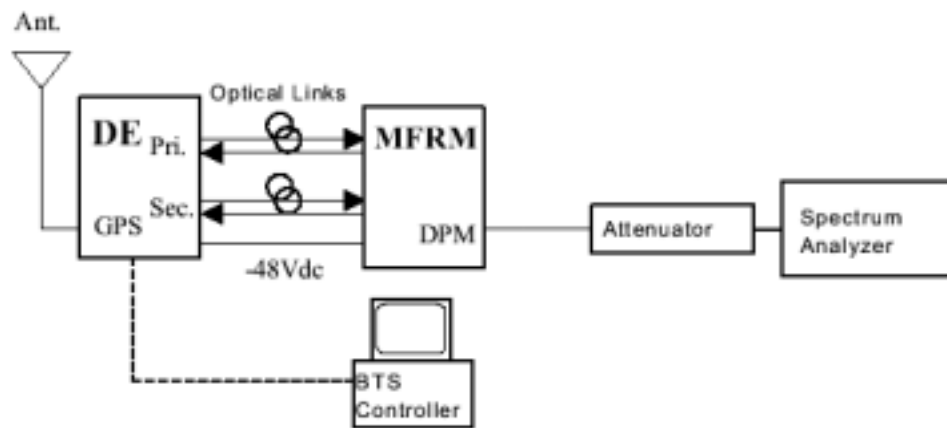 Ant.
Optical Links
DE
Pri.
MFRM
Sec.
GPS
DPM
-48Vdc
Attenuator
Spectrum
Analyzer
BTS
Controller